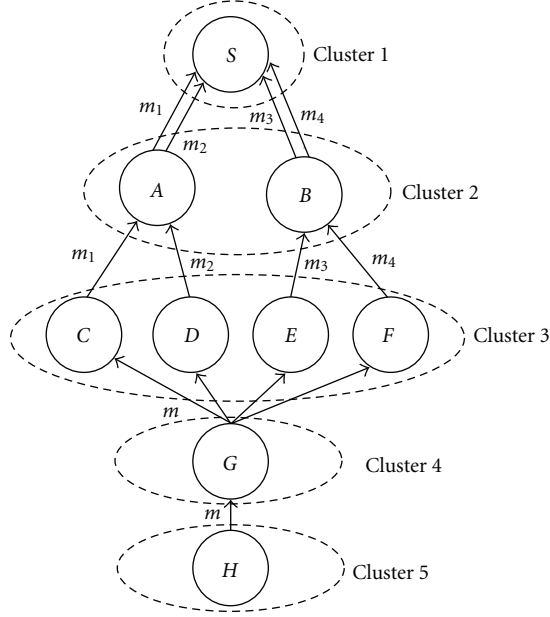 S
Cluster 1
m1
m2
m3
m4
A
B
Cluster 2
m1
m2
m3
m4
C
D
E
F
Cluster 3
m
G
Cluster 4
m
H
Cluster 5